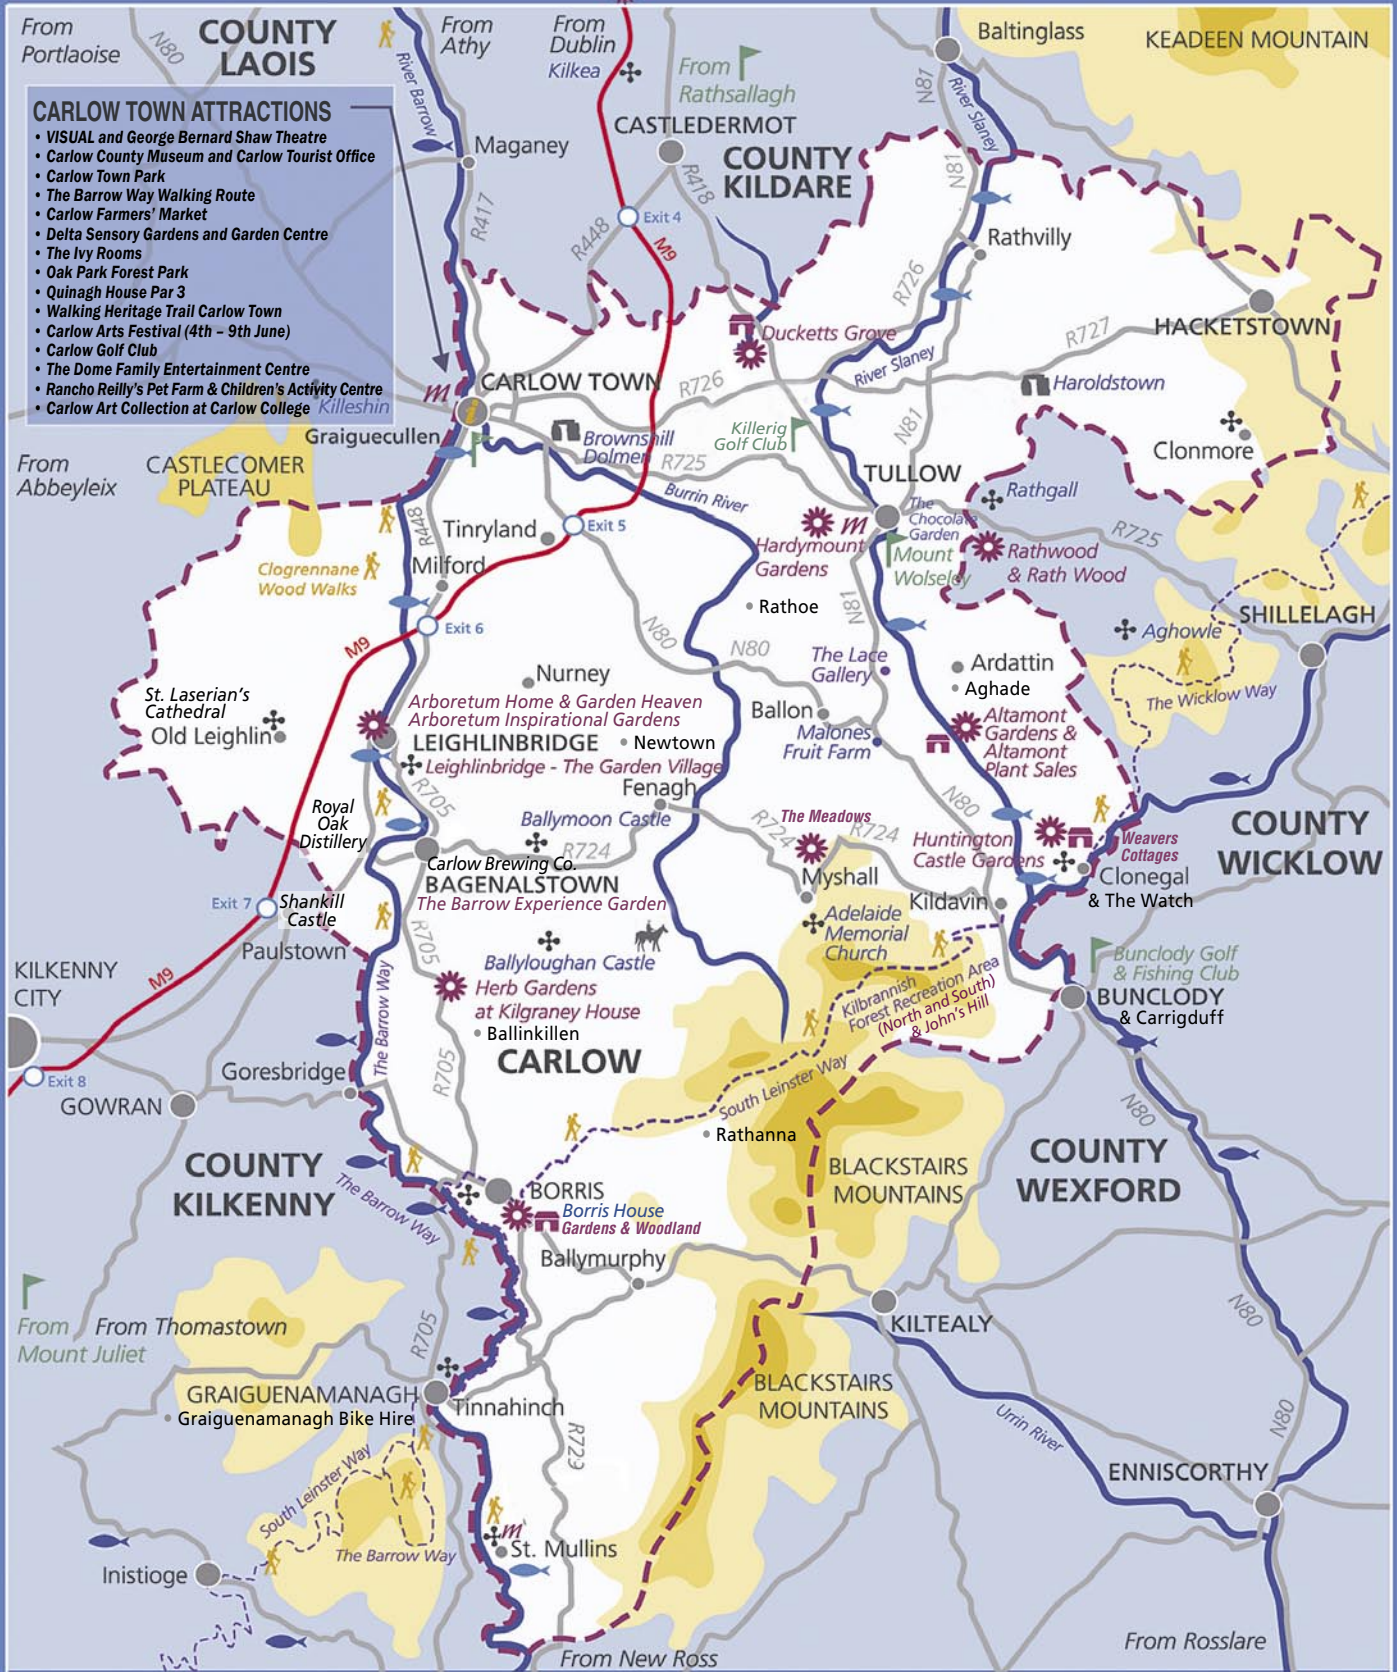 From
Portlaoise
N80
COUNTY
LAOIS
River Barrow
From
Athy
From
Dublin
Kilkea
From
Rathsallagh
Baltinglass
KEADEEN MOUNTAIN
N81
River Slaney
CARLOW TOWN ATTRACTIONS
• VISUAL and George Bernard Shaw Theatre
• Carlow County Museum and Carlow Tourist Office
• Carlow Town Park
• The Barrow Way Walking Route
• Carlow Farmers' Market
• Delta Sensory Gardens and Garden Centre
• The Ivy Rooms
• Oak Park Forest Park
• Quinagh House Par 3
• Walking Heritage Trail Carlow Town
• Carlow Arts Festival (4th – 9th June)
• Carlow Golf Club
• The Dome Family Entertainment Centre
• Rancho Reilly's Pet Farm & Children's Activity Centre
• Carlow Art Collection at Carlow College
Killeshin
Maganey
R417
CASTLEDERMOT
COUNTY
KILDARE
R418
R448
Exit 4
M9
N81
Rathvilly
R726
HACKETSTOWN
R727
Ducketts Grove
River Slaney
m
CARLOW TOWN
R726
Haroldstown
Graiguecullen
Brownshill
Dolmen
Killerig
Golf Club
N81
Clonmore
From
Abbeyleix
CASTLECOMER
PLATEAU
R725
TULLOW
Burrin River
Rathgall
R448
Tinryland
Exit 5
m
The
Chocolate
Garden
R725
Hardymount
Gardens
Mount
Wolseley
Rathwood
& Rath Wood
Clogrennane
Wood Walks
Milford
Rathoe
N81
SHILLELAGH
Exit 6
M9
N80
N80
Aghowle
The Lace
Gallery
Ardattin
Aghade
The Wicklow Way
St. Laserian's
Cathedral
Old Leighlin
Nurney
Arboretum Home & Garden Heaven
Arboretum Inspirational Gardens
LEIGHLINBRIDGE
Newtown
Leighlinbridge - The Garden Village
Ballon
Malones
Fruit Farm
Altamont
Gardens &
Altamont
Plant Sales
R705
Fenagh
N80
Royal
Oak
Distillery
Ballymoon Castle
R724
The Meadows
R724
R724
Huntington
Castle Gardens
Weavers
Cottages
COUNTY
WICKLOW
Carlow Brewing Co.
BAGENALSTOWN
The Barrow Experience Garden
Myshall
Clonegal
& The Watch
Kildavin
Exit 7
Shankill
Castle
Paulstown
R705
Adelaide
Memorial
Church
Bunclody Golf
& Fishing Club
KILKENNY
CITY
M9
Ballyloughan Castle
Herb Gardens
at Kilgraney House
Ballinkillen
Kilbrannish
Forest Recreation Area
(North and South)
& John's Hill
BUNCLODY
& Carrigduff
The Barrow Way
CARLOW
Exit 8
Goresbridge
R705
GOWRAN
South Leinster Way
N80
Rathanna
COUNTY
KILKENNY
The Barrow Way
BLACKSTAIRS
MOUNTAINS
COUNTY
WEXFORD
BORRIS
Borris House
Gardens & Woodland
Ballymurphy
From
Mount Juliet
From Thomastown
R705
KILTEALY
N80
GRAIGUENAMANAGH
Graiguenamanagh Bike Hire
Tinnahinch
BLACKSTAIRS
MOUNTAINS
Urrin River
N80
R729
South Leinster Way
The Barrow Way
ENNISCORTHY
m
St. Mullins
Inistioge
From New Ross
From Rosslare